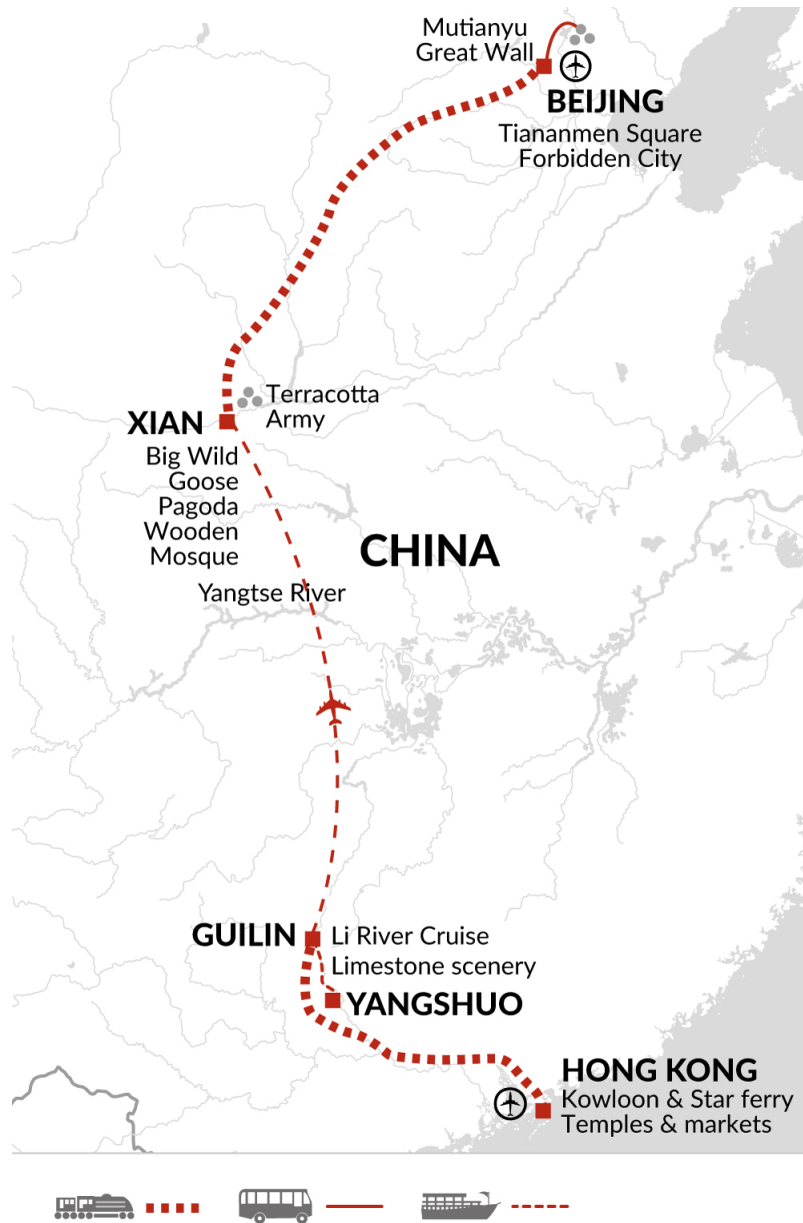 Mutianyu
Great Wall
BEIJING
Tiananmen Square
Forbidden City
Terracotta
Army
XIAN
Big Wild
Goose
Pagoda
Wooden
Mosque
CHINA
Yangtse River
GUILIN
Li River Cruise
Limestone scenery
YANGSHUO
HONG KONG
Kowloon & Star ferry
Temples & markets